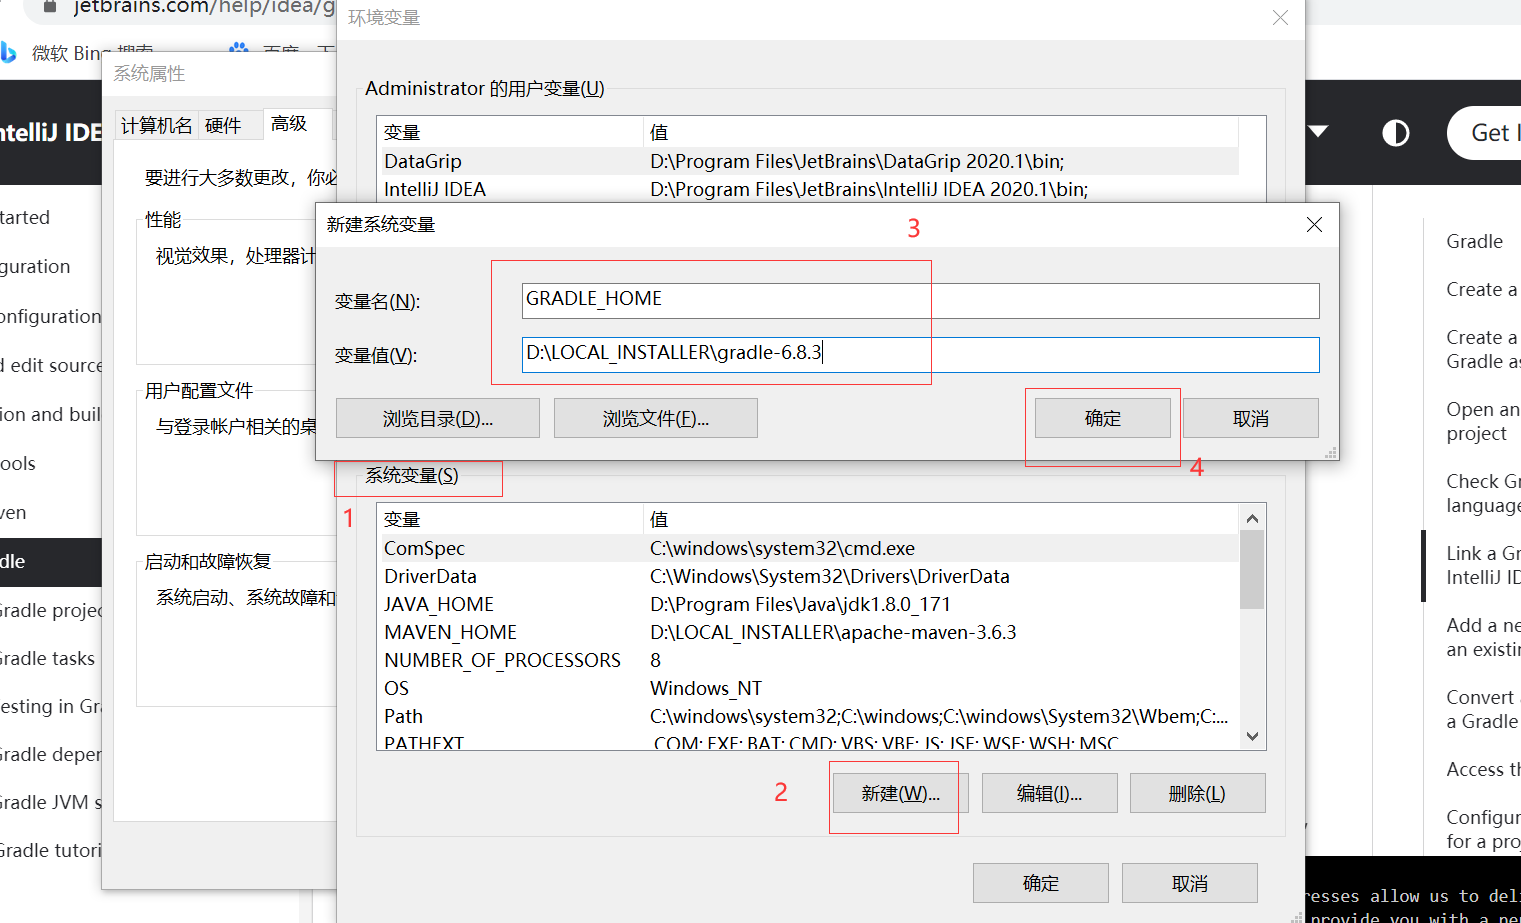 jetbrains.com/help/idea/g
微软 Bing 搜索
系统属性
计算机名
硬件
高级
要进行大多数更改，你必
性能
视觉效果，处理器计
用户配置文件
与登录帐户相关的桌
启动和故障恢复
系统启动、系统故障和
ntelliJ IDE
tarted
guration
onfiguration
d edit source
ion and buil
ools
ven
dle
Gradle projec
Gradle tasks
esting in Gra
Gradle deper
Gradle JVM s
Gradle tutori
环境变量
Administrator 的用户变量(U)
变量 值
DataGrip D:\Program Files\JetBrains\DataGrip 2020.1\bin;
IntelliJ IDEA D:\Program Files\JetBrains\IntelliJ IDEA 2020.1\bin;
新建系统变量
3
变量名(N): GRADLE_HOME
变量值(V): D:\LOCAL_INSTALLER\gradle-6.8.3
浏览目录(D)... 浏览文件(F)... 确定 取消
4
系统变量(S)
1
变量 值
ComSpec C:\windows\system32\cmd.exe
DriverData C:\Windows\System32\Drivers\DriverData
JAVA_HOME D:\Program Files\Java\jdk1.8.0_171
MAVEN_HOME D:\LOCAL_INSTALLER\apache-maven-3.6.3
NUMBER_OF_PROCESSORS 8
OS Windows_NT
Path C:\windows\system32;C:\windows;C:\windows\System32\Wbem;C:...
PATHEXT .COM;.EXE;.BAT;.CMD;.VBS;.VBE;.JS;.JSE;.WSF;.WSH;.MSC
2
新建(W)... 编辑(I)... 删除(L)
确定 取消
Get I
Gradle
Create a
Create a
Gradle as
Open an
project
Check Gr
language
Link a Gr
IntelliJ ID
Add a ne
an existin
Convert a
a Gradle
Access th
Configur
for a proj
resses allow us to deli
provide you with a ne